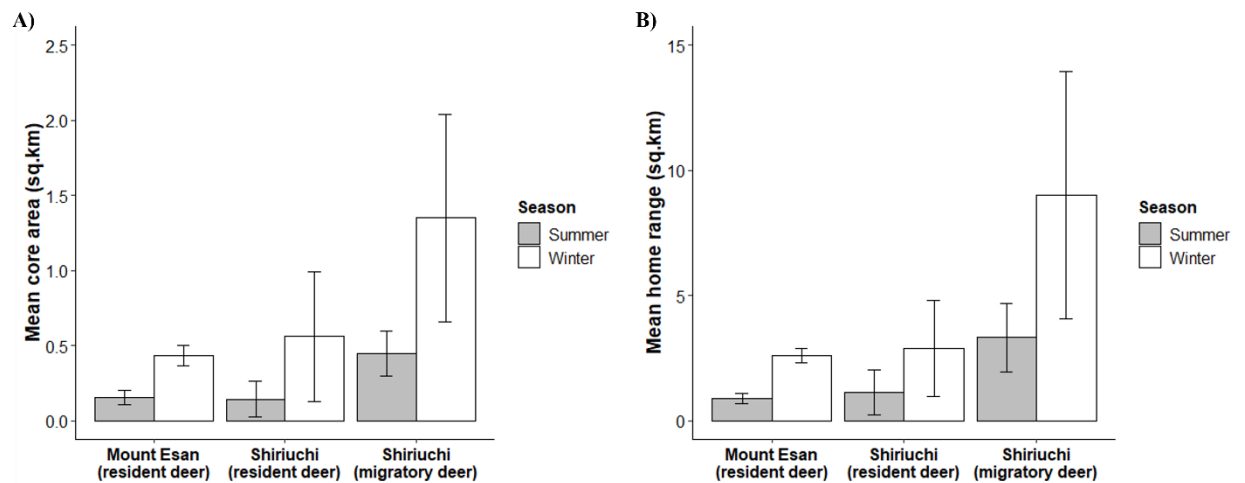 A)
Mean core area (sq.km)
2.5
2.0
1.5
1.0
0.5
0.0
Mount Esan
(resident deer)
Shiriuchi
(resident deer)
Shiriuchi
(migratory deer)
Season
Summer
Winter
B)
Mean home range (sq.km)
15
10
5
0
Mount Esan
(resident deer)
Shiriuchi
(resident deer)
Shiriuchi
(migratory deer)
Season
Summer
Winter